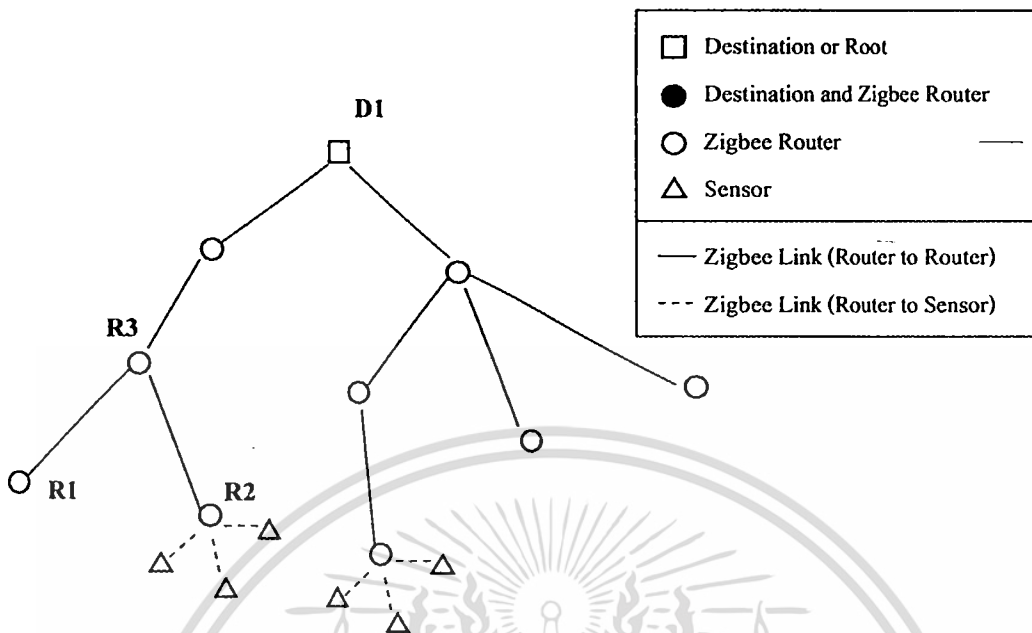 Destination or Root
Destination and Zigbee Router
Zigbee Router
Sensor
Zigbee Link (Router to Router)
Zigbee Link (Router to Sensor)
D1
R3
R1
R2